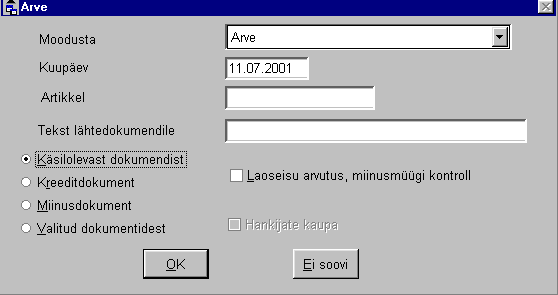 Arve
Moodusta Arve
Kuupäev 11.07.2001
Artikkel
Tekst lähtedokumendile
Käsilolevast dokumendist
Kreeditdokument
Laoseisu arvutus, miinusmüügi kontroll
Miinusdokument
Valitud dokumentidest
Hankijate kaupa
OK Ei soovi